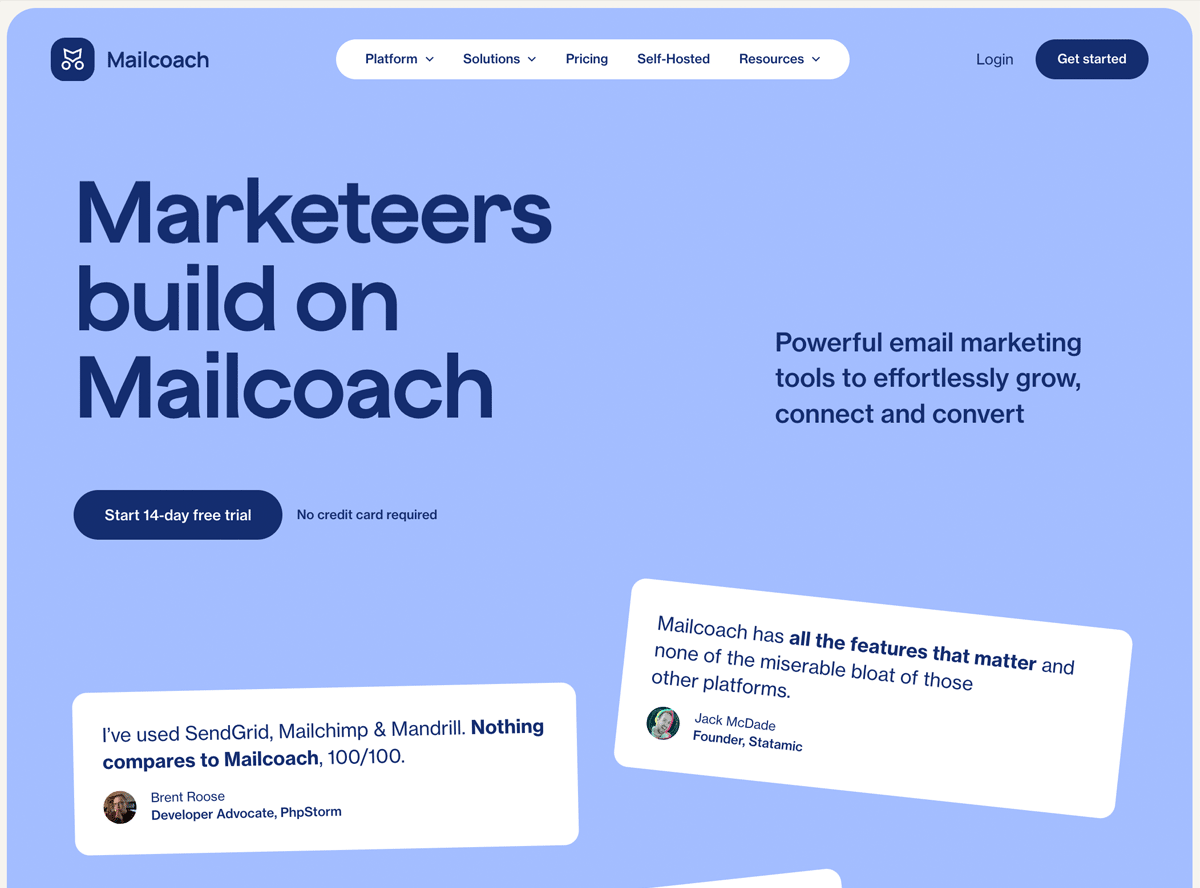 Mailcoach
Platform
Solutions
Pricing
Self-Hosted
Resources
Login
Get started
Marketeers
build on
Mailcoach
Powerful email marketing
tools to effortlessly grow,
connect and convert
Start 14-day free trial
No credit card required
Mailcoach has all the features that matter and
none of the miserable bloat of those
other platforms.
Jack McDade
Founder, Statamic
I’ve used SendGrid, Mailchimp & Mandrill. Nothing
compares to Mailcoach, 100/100.
Brent Roose
Developer Advocate, PhpStorm